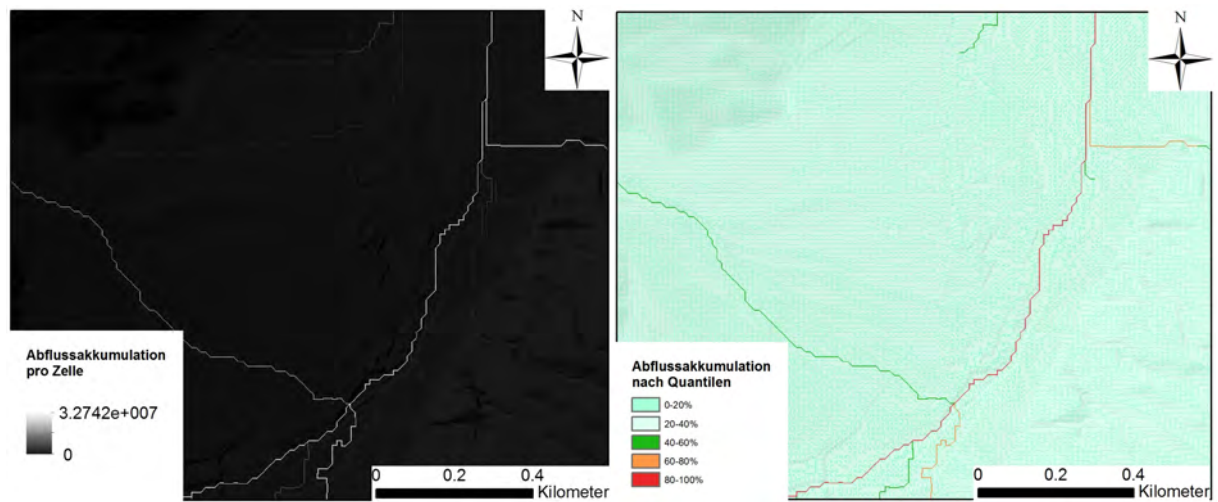 N
Abflussakkumulation
pro Zelle
3.2742e+007
0
0 0.2 0.4
Kilometer
N
Abflussakkumulation
nach Quantilen
0-20%
20-40%
40-60%
60-80%
80-100%
0 0.2 0.4
Kilometer